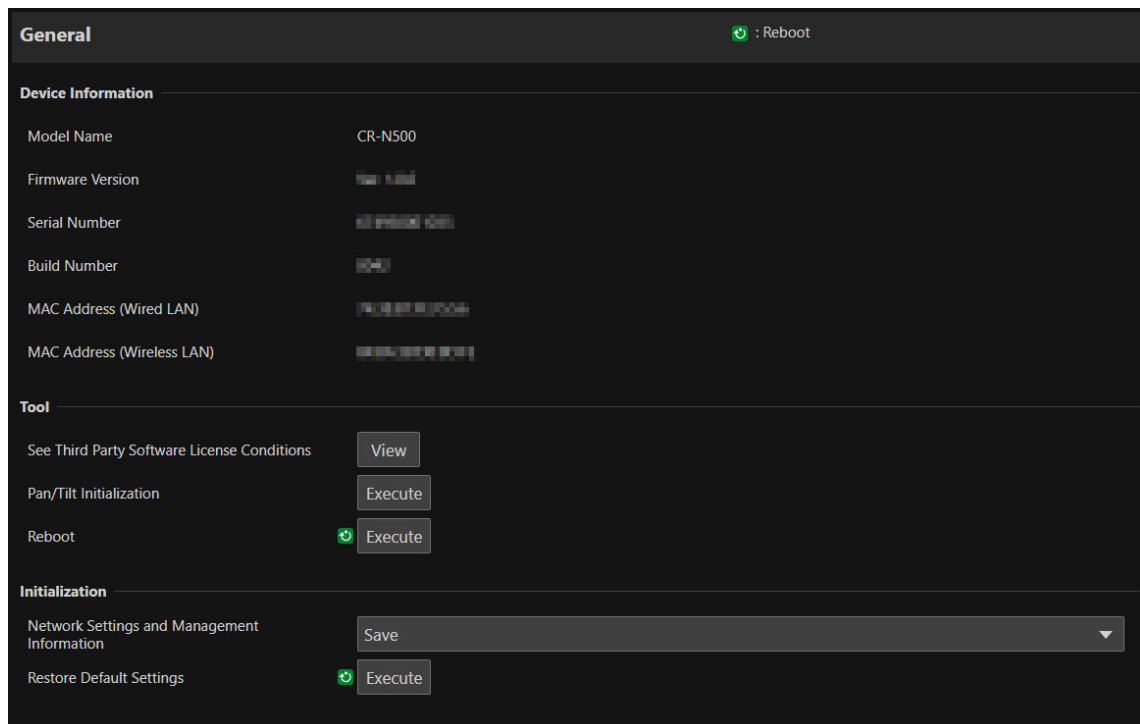 General
: Reboot
Device Information
Model Name CR-N500
Firmware Version
Serial Number
Build Number
MAC Address (Wired LAN)
MAC Address (Wireless LAN)
Tool
See Third Party Software License Conditions View
Pan/Tilt Initialization Execute
Reboot Execute
Initialization
Network Settings and Management
Information
Save
Restore Default Settings Execute